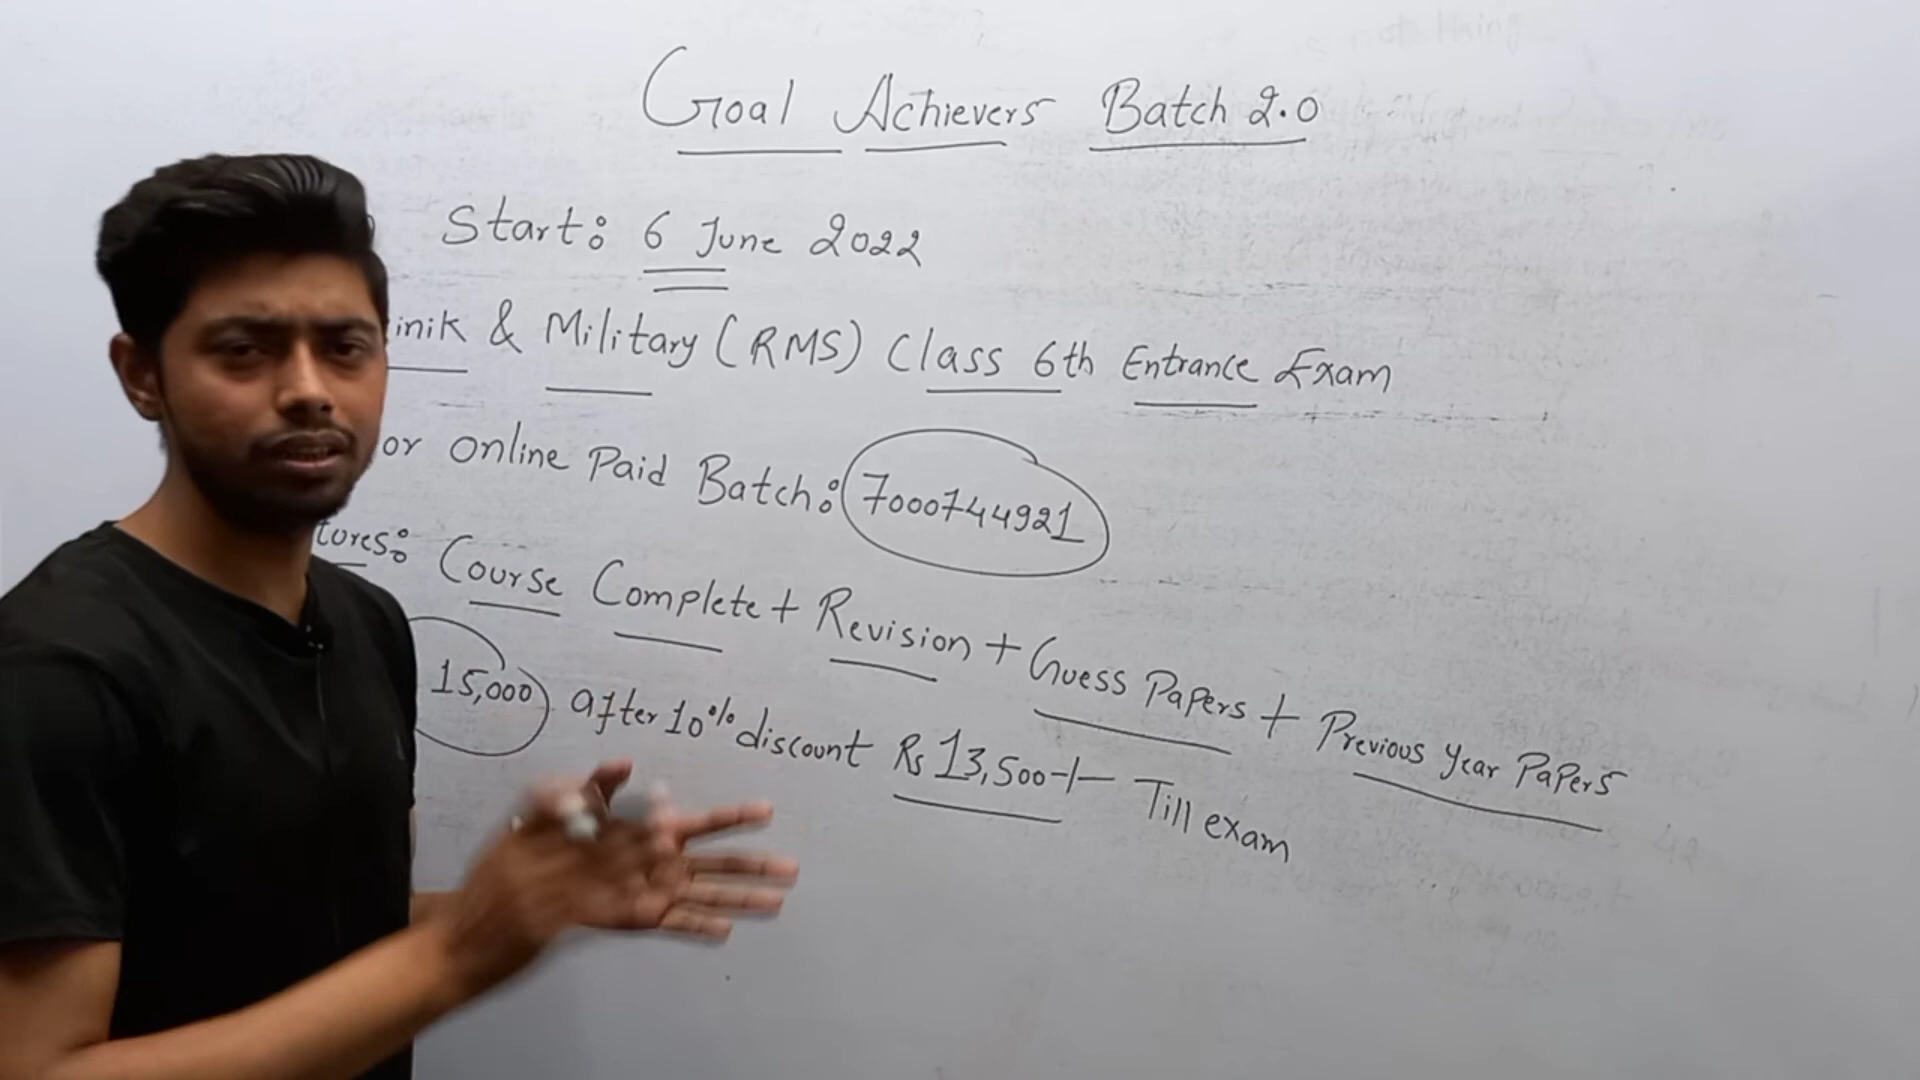 Goal Achievers Batch 2.0
Start: 6 June 2022
inik & Military (RMS) Class 6th Entrance Exam
or Online Paid Batch: 7000744921
tures: Course Complete + Revision + Guess Papers + Previous Year Papers
15,000 after 10% discount Rs 13,500/- Till exam